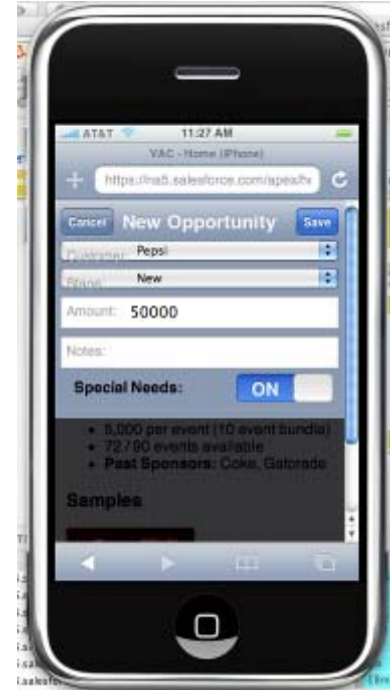 AT&T 11:27 AM
VAC - Home (iPhone)
https://na5.salesforce.com/apex/h
Cancel New Opportunity Save
Customer: Pepsi
Stage: New
Amount: 50000
Notes:
Special Needs: ON
• 5,000 per event (10 event bundle)
• 72 / 90 events available
• Past Sponsors: Coke, Gatorade
Samples